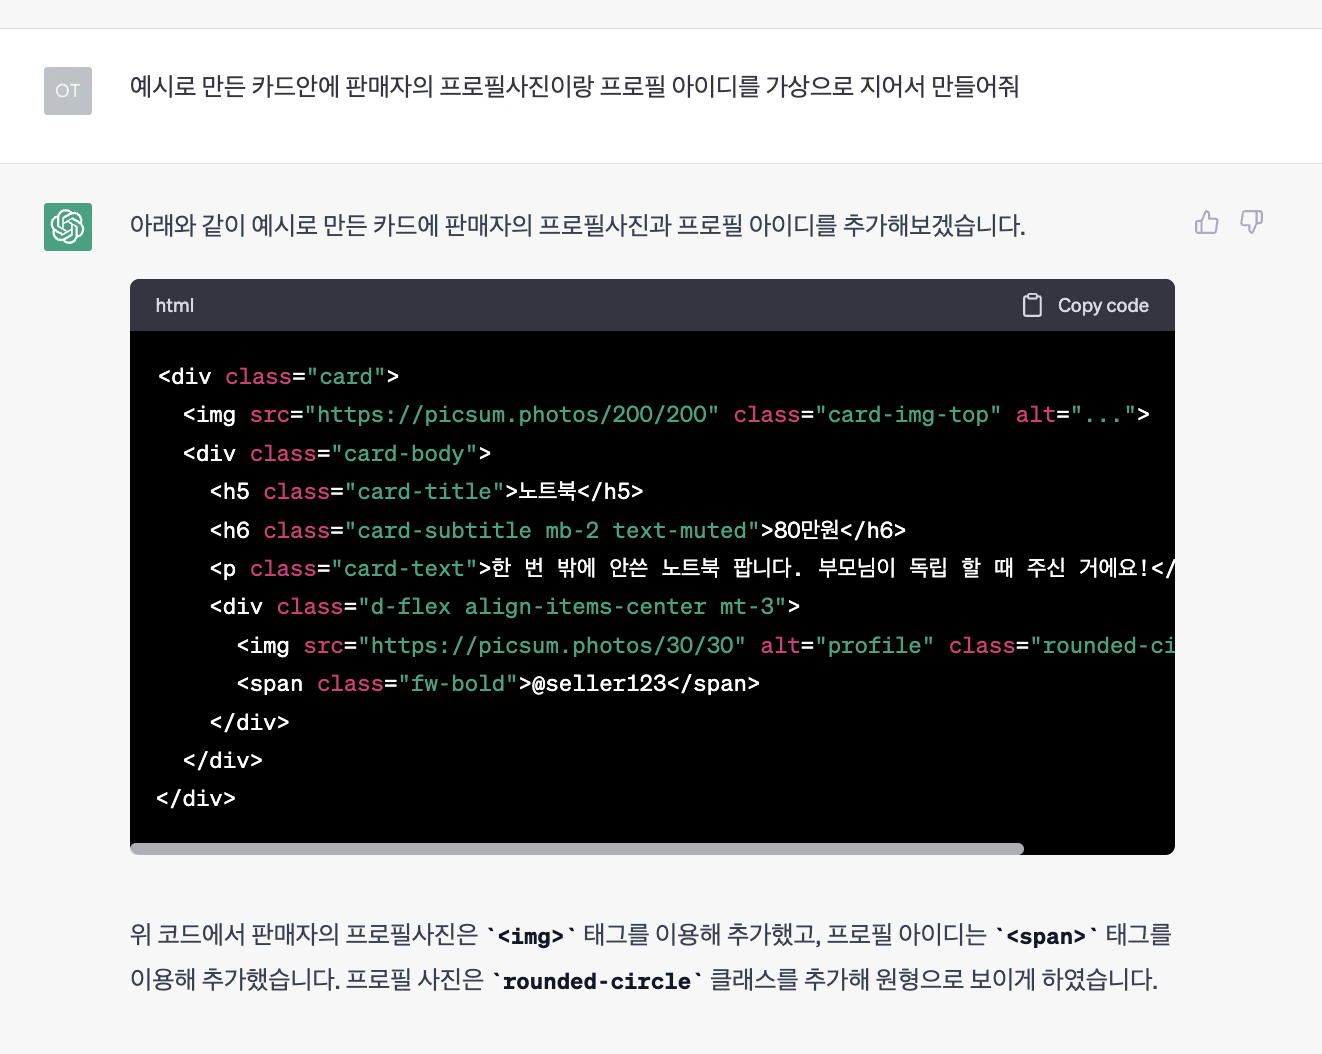 OT
예시로 만든 카드안에 판매자의 프로필사진이랑 프로필 아이디를 가상으로 지어서 만들어줘
아래와 같이 예시로 만든 카드에 판매자의 프로필사진과 프로필 아이디를 추가해보겠습니다.
html
Copy code
<div class="card">
  <img src="https://picsum.photos/200/200" class="card-img-top" alt="...">
  <div class="card-body">
    <h5 class="card-title">노트북</h5>
    <h6 class="card-subtitle mb-2 text-muted">80만원</h6>
    <p class="card-text">한 번 밖에 안쓴 노트북 팝니다. 부모님이 독립 할 때 주신 거에요!</
    <div class="d-flex align-items-center mt-3">
      <img src="https://picsum.photos/30/30" alt="profile" class="rounded-ci
      <span class="fw-bold">@seller123</span>
    </div>
  </div>
</div>
위 코드에서 판매자의 프로필사진은 `<img>` 태그를 이용해 추가했고, 프로필 아이디는 `<span>` 태그를
이용해 추가했습니다. 프로필 사진은 `rounded-circle` 클래스를 추가해 원형으로 보이게 하였습니다.